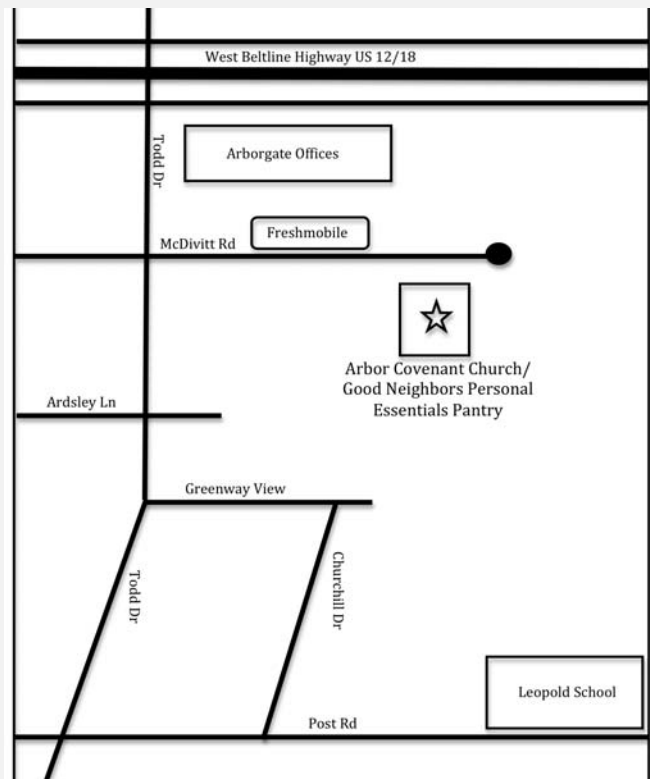 West Beltline Highway US 12/18
Todd Dr
Arborgate Offices
Freshmobile
McDivitt Rd
Arbor Covenant Church/
Good Neighbors Personal
Essentials Pantry
Ardsley Ln
Greenway View
Todd Dr
Churchill Dr
Leopold School
Post Rd